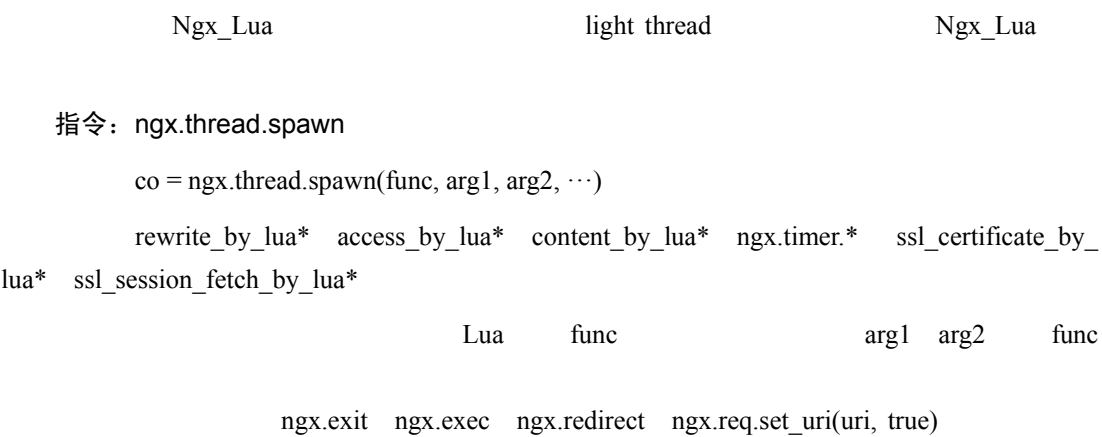 Ngx_Lua light thread Ngx_Lua
指令：ngx.thread.spawn
co = ngx.thread.spawn(func, arg1, arg2, ⋯)
rewrite_by_lua* access_by_lua* content_by_lua* ngx.timer.* ssl_certificate_by_
lua* ssl_session_fetch_by_lua*
Lua func arg1 arg2 func
ngx.exit ngx.exec ngx.redirect ngx.req.set_uri(uri, true)